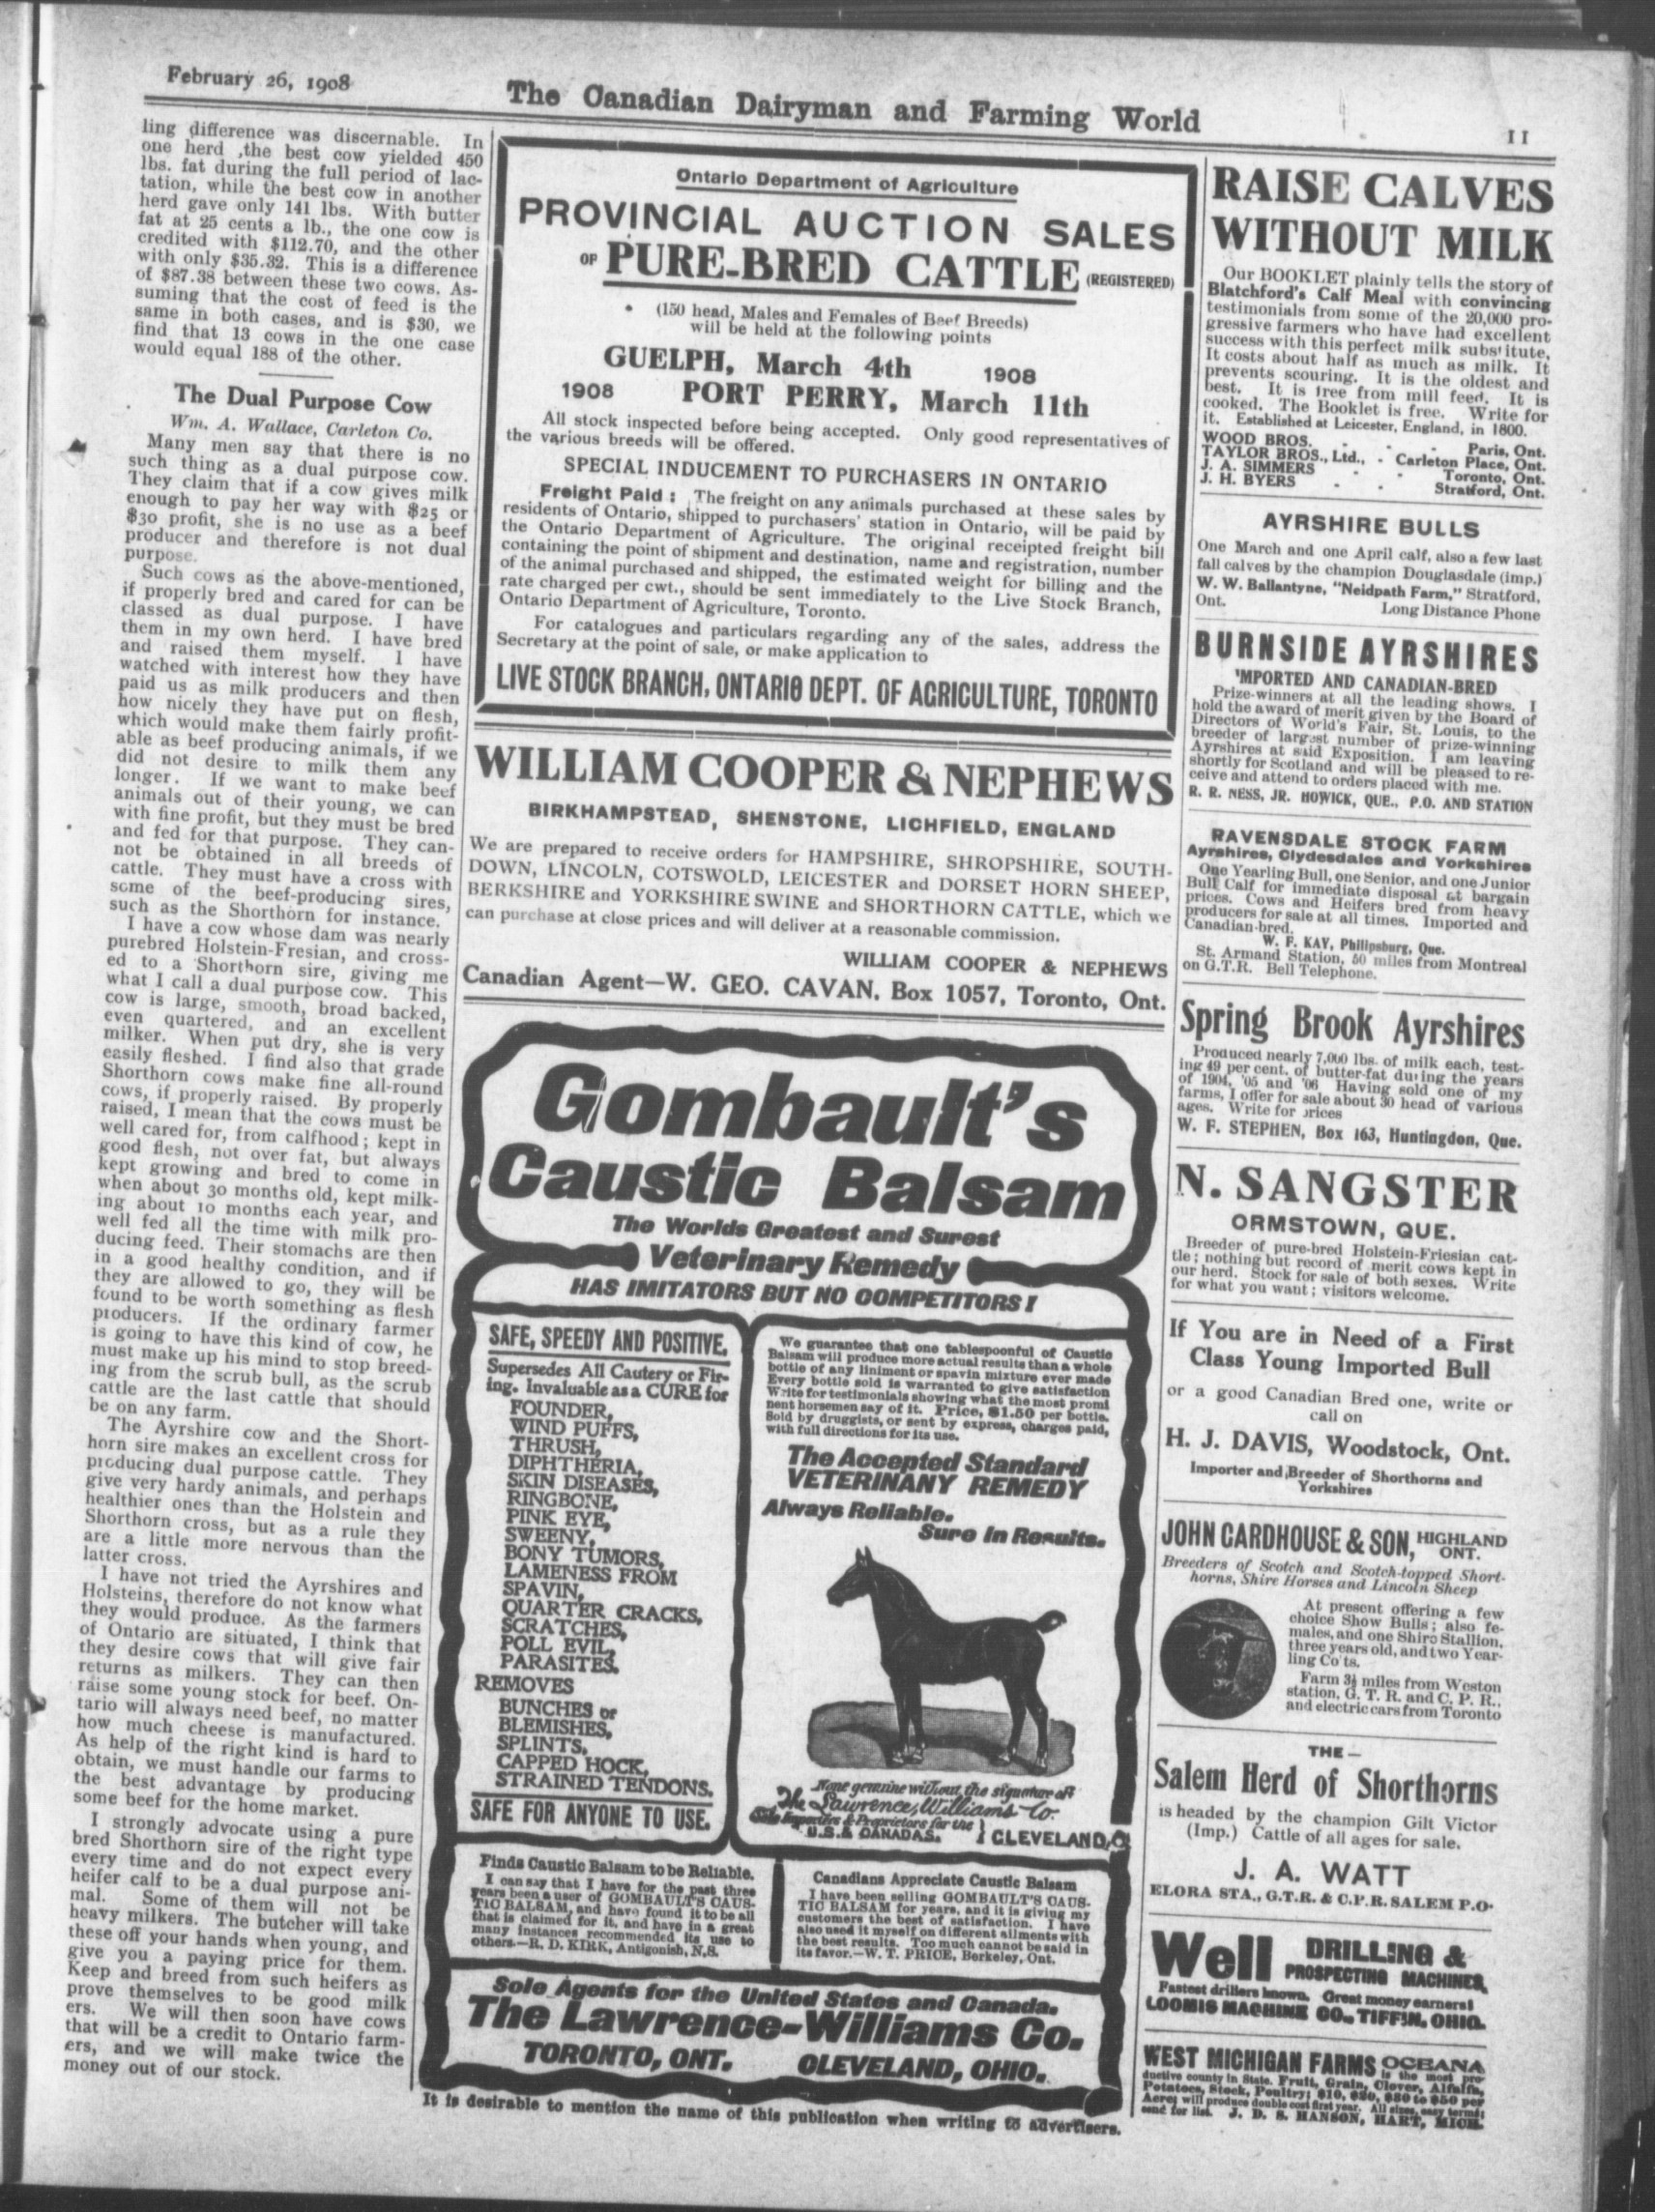 February 26, 1908
The Canadian Dairyman and Farming World
11
ling difference was discernable. In
one herd ,the best cow yielded 450
lbs. fat during the full period of lac-
tation, while the best cow in another
herd gave only 141 lbs. With butter
fat at 25 cents a lb., the one cow is
credited with $112.70, and the other
with only $35.32. This is a difference
of $87.38 between these two cows. As-
suming that the cost of feed is the
same in both cases, and is $30, we
find that 13 cows in the one case
would equal 188 of the other.
The Dual Purpose Cow
Wm. A. Wallace, Carleton Co.
Many men say that there is no
such thing as a dual purpose cow.
They claim that if a cow gives milk
enough to pay her way with $25 or
$30 profit, she is no use as a beef
producer and therefore is not dual
purpose.
Such cows as the above-mentioned,
if properly bred and cared for can be
classed as dual purpose. I have
them in my own herd. I have bred
and raised them myself. I have
watched with interest how they have
paid us as milk producers and then
how nicely they have put on flesh,
which would make them fairly profit-
able as beef producing animals, if we
did not desire to milk them any
longer. If we want to make beef
animals out of their young, we can
with fine profit, but they must be bred
and fed for that purpose. They can-
not be obtained in all breeds of
cattle. They must have a cross with
some of the beef-producing sires,
such as the Shorthorn for instance.
I have a cow whose dam was nearly
purebred Holstein-Fresian, and cross-
ed to a Shorthorn sire, giving me
what I call a dual purpose cow. This
cow is large, smooth, broad backed,
even quartered, and an excellent
milker. When put dry, she is very
easily fleshed. I find also that grade
Shorthorn cows make fine all-round
cows, if properly raised. By properly
raised, I mean that the cows must be
well cared for, from calfhood; kept in
good flesh, not over fat, but always
kept growing and bred to come in
when about 30 months old, kept milk-
ing about 10 months each year, and
well fed all the time with milk pro-
ducing feed. Their stomachs are then
in a good healthy condition, and if
they are allowed to go, they will be
found to be worth something as flesh
producers. If the ordinary farmer
is going to have this kind of cow, he
must make up his mind to stop breed-
ing from the scrub bull, as the scrub
cattle are the last cattle that should
be on any farm.
The Ayrshire cow and the Short-
horn sire makes an excellent cross for
producing dual purpose cattle. They
give very hardy animals, and perhaps
healthier ones than the Holstein and
Shorthorn cross, but as a rule they
are a little more nervous than the
latter cross.
I have not tried the Ayrshires and
Holsteins, therefore do not know what
they would produce. As the farmers
of Ontario are situated, I think that
they desire cows that will give fair
returns as milkers. They can then
raise some young stock for beef. On-
tario will always need beef, no matter
how much cheese is manufactured.
As help of the right kind is hard to
obtain, we must handle our farms to
the best advantage by producing
some beef for the home market.
I strongly advocate using a pure
bred Shorthorn sire of the right type
every time and do not expect every
heifer calf to be a dual purpose ani-
mal. Some of them will not be
heavy milkers. The butcher will take
these off your hands when young, and
give you a paying price for them.
Keep and breed from such heifers as
prove themselves to be good milk
ers. We will then soon have cows
that will be a credit to Ontario farm-
ers, and we will make twice the
money out of our stock.
Ontario Department of Agriculture
PROVINCIAL AUCTION SALES
OF PURE-BRED CATTLE (REGISTERED)
(150 head, Males and Females of Beef Breeds)
will be held at the following points
GUELPH, March 4th 1908
1908 PORT PERRY, March 11th
All stock inspected before being accepted. Only good representatives of
the various breeds will be offered.
SPECIAL INDUCEMENT TO PURCHASERS IN ONTARIO
Freight Paid: The freight on any animals purchased at these sales by
residents of Ontario, shipped to purchasers' station in Ontario, will be paid by
the Ontario Department of Agriculture. The original receipted freight bill
containing the point of shipment and destination, name and registration, number
of the animal purchased and shipped, the estimated weight for billing and the
rate charged per cwt., should be sent immediately to the Live Stock Branch,
Ontario Department of Agriculture, Toronto.
For catalogues and particulars regarding any of the sales, address the
Secretary at the point of sale, or make application to
LIVE STOCK BRANCH, ONTARIO DEPT. OF AGRICULTURE, TORONTO
WILLIAM COOPER & NEPHEWS
BIRKHAMPSTEAD, SHENSTONE, LICHFIELD, ENGLAND
We are prepared to receive orders for HAMPSHIRE, SHROPSHIRE, SOUTH-
DOWN, LINCOLN, COTSWOLD, LEICESTER and DORSET HORN SHEEP,
BERKSHIRE and YORKSHIRE SWINE and SHORTHORN CATTLE, which we
can purchase at close prices and will deliver at a reasonable commission.
WILLIAM COOPER & NEPHEWS
Canadian Agent—W. GEO. CAVAN, Box 1057, Toronto, Ont.
Gombault's
Caustic Balsam
The Worlds Greatest and Surest
Veterinary Remedy
HAS IMITATORS BUT NO COMPETITORS!
SAFE, SPEEDY AND POSITIVE.
Supersedes All Cautery or Fir-
ing. Invaluable as a CURE for
FOUNDER,
WIND PUFFS,
THRUSH,
DIPHTHERIA,
SKIN DISEASES,
RINGBONE,
PINK EYE,
SWEENY,
BONY TUMORS,
LAMENESS FROM
SPAVIN,
QUARTER CRACKS,
SCRATCHES,
POLL EVIL,
PARASITES.
REMOVES
BUNCHES or
BLEMISHES,
SPLINTS,
CAPPED HOCK,
STRAINED TENDONS.
SAFE FOR ANYONE TO USE.
We guarantee that one tablespoonful of Caustic
Balsam will produce more actual results than a whole
bottle of any liniment or spavin mixture ever made
Every bottle sold is warranted to give satisfaction
Write for testimonials showing what the most promi
nent horsemen say of it. Price, $1.50 per bottle.
Sold by druggists, or sent by express, charges paid,
with full directions for its use.
The Accepted Standard
VETERINANY REMEDY
Always Reliable.
Sure in Results.
None genuine without the signature of
The Lawrence, Williams Co.
Sole Importers & Proprietors for the
U.S. & CANADAS.
CLEVELAND, O.
Finds Caustic Balsam to be Reliable.
I can say that I have for the past three
years been a user of GOMBAULT'S CAUS-
TIC BALSAM, and have found it to be all
that is claimed for it, and have in a great
many instances recommended its use to
others.—R. D. KIRK, Antigonish, N.S.
Canadians Appreciate Caustic Balsam
I have been selling GOMBAULT'S CAUS-
TIC BALSAM for years, and it is giving my
customers the best of satisfaction. I have
also used it myself on different ailments with
the best results. Too much cannot be said in
its favor.—W. T. PRICE, Berkeley, Ont.
Sole Agents for the United States and Canada.
The Lawrence-Williams Co.
TORONTO, ONT. CLEVELAND, OHIO.
It is desirable to mention the name of this publication when writing to advertisers.
RAISE CALVES
WITHOUT MILK
Our BOOKLET plainly tells the story of
Blatchford's Calf Meal with convincing
testimonials from some of the 20,000 pro-
gressive farmers who have had excellent
success with this perfect milk substitute.
It costs about half as much as milk. It
prevents scouring. It is the oldest and
best. It is free from mill feed. It is
cooked. The Booklet is free. Write for
it. Established at Leicester, England, in 1800.
WOOD BROS. - - Paris, Ont.
TAYLOR BROS., Ltd., - Carleton Place, Ont.
J. A. SIMMERS - - Toronto, Ont.
J. H. BYERS - - Stratford, Ont.
AYRSHIRE BULLS
One March and one April calf, also a few last
fall calves by the champion Douglasdale (imp.)
W. W. Ballantyne, "Neidpath Farm," Stratford,
Ont. Long Distance Phone
BURNSIDE AYRSHIRES
IMPORTED AND CANADIAN-BRED
Prize-winners at all the leading shows. I
hold the award of merit given by the Board of
Directors of World's Fair, St. Louis, to the
breeder of largest number of prize-winning
Ayrshires at said Exposition. I am leaving
shortly for Scotland and will be pleased to re-
ceive and attend to orders placed with me.
R. R. NESS, JR. HOWICK, QUE., P.O. AND STATION
RAVENSDALE STOCK FARM
Ayrshires, Clydesdales and Yorkshires
One Yearling Bull, one Senior, and one Junior
Bull Calf for immediate disposal at bargain
prices. Cows and Heifers bred from heavy
producers for sale at all times. Imported and
Canadian-bred.
W. F. KAY, Philipsburg, Que.
St. Armand Station, 50 miles from Montreal
on G.T.R. Bell Telephone.
Spring Brook Ayrshires
Produced nearly 7,000 lbs. of milk each, test-
ing 49 per cent. of butter-fat during the years
of 1904, '05 and '06 Having sold one of my
farms, I offer for sale about 30 head of various
ages. Write for prices
W. F. STEPHEN, Box 163, Huntingdon, Que.
N. SANGSTER
ORMSTOWN, QUE.
Breeder of pure-bred Holstein-Friesian cat-
tle; nothing but record of merit cows kept in
our herd. Stock for sale of both sexes. Write
for what you want; visitors welcome.
If You are in Need of a First
Class Young Imported Bull
or a good Canadian Bred one, write or
call on
H. J. DAVIS, Woodstock, Ont.
Importer and Breeder of Shorthorns and
Yorkshires
JOHN CARDHOUSE & SON, HIGHLAND
ONT.
Breeders of Scotch and Scotch-topped Short-
horns, Shire Horses and Lincoln Sheep
At present offering a few
choice Show Bulls; also fe-
males, and one Shire Stallion,
three years old, and two Year-
ling Colts.
Farm 3½ miles from Weston
station, G. T. R. and C. P. R.,
and electric cars from Toronto
THE—
Salem Herd of Shorthorns
is headed by the champion Gilt Victor
(Imp.) Cattle of all ages for sale.
J. A. WATT
ELORA STA., G.T.R. & C.P.R. SALEM P.O.
Well DRILLING &
PROSPECTING MACHINES,
Fastest drillers known. Great money earners!
LOOMIS MACHINE CO., TIFFIN, OHIO.
WEST MICHIGAN FARMS OCEANA
is the most pro
ductive county in State. Fruit, Grain, Clover, Alfalfa,
Potatoes, Stock, Poultry; $10, $20, $30 to $50 per
Acre; will produce double cost first year. All sizes, easy terms;
send for list. J. D. S. HANSON, HART, MICH.